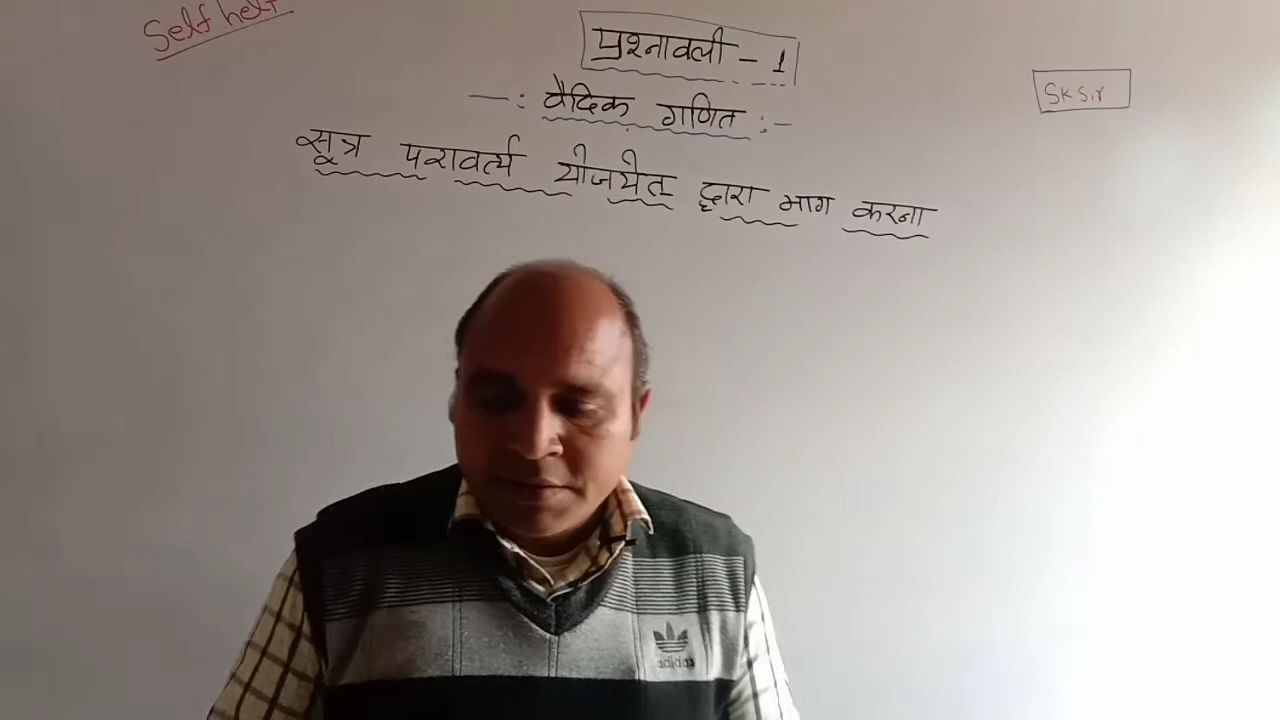 Self help
प्रश्नावली - 1
SK Sir
-: वैदिक गणित :-
सूत्र परावर्त्य योजयेत् द्वारा भाग करना
adidas